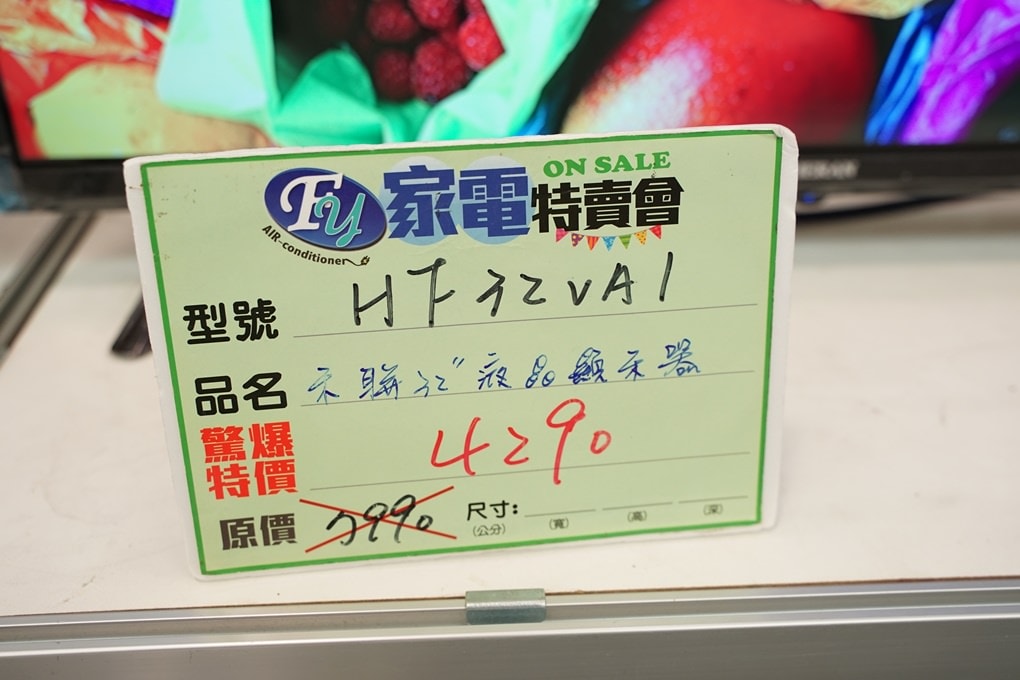 ON SALE
FY 家電特賣會
AIR-conditioner
型號 HF32VA1
品名 禾聯32"液晶顯示器
驚爆特價 4290
原價 5990 尺寸:
(公分) (寬) (高) (深)
HERAN